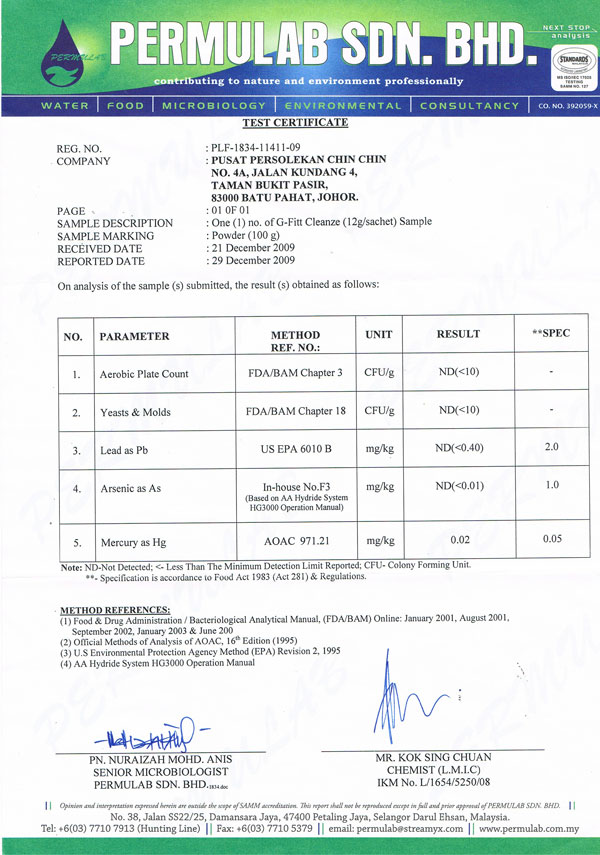 PERMULAB
PERMULAB SDN. BHD.
contributing to nature and environment professionally
NEXT STOP
analysis
STANDARDS
MALAYSIA
MS ISO/IEC 17025
TESTING
SAMM NO. 127
WATER | FOOD | MICROBIOLOGY | ENVIRONMENTAL | CONSULTANCY | CO. NO. 392059-X
TEST CERTIFICATE
REG. NO. : PLF-1834-11411-09
COMPANY : PUSAT PERSOLEKAN CHIN CHIN
NO. 4A, JALAN KUNDANG 4,
TAMAN BUKIT PASIR,
83000 BATU PAHAT, JOHOR.
PAGE : 01 OF 01
SAMPLE DESCRIPTION : One (1) no. of G-Fitt Cleanze (12g/sachet) Sample
SAMPLE MARKING : Powder (100 g)
RECEIVED DATE : 21 December 2009
REPORTED DATE : 29 December 2009
On analysis of the sample (s) submitted, the result (s) obtained as follows:
NO. PARAMETER METHOD REF. NO.: UNIT RESULT **SPEC
1. Aerobic Plate Count FDA/BAM Chapter 3 CFU/g ND(<10) -
2. Yeasts & Molds FDA/BAM Chapter 18 CFU/g ND(<10) -
3. Lead as Pb US EPA 6010 B mg/kg ND(<0.40) 2.0
4. Arsenic as As In-house No.F3 mg/kg ND(<0.01) 1.0
(Based on AA Hydride System
HG3000 Operation Manual)
5. Mercury as Hg AOAC 971.21 mg/kg 0.02 0.05
Note: ND-Not Detected; <- Less Than The Minimum Detection Limit Reported; CFU- Colony Forming Unit.
**- Specification is accordance to Food Act 1983 (Act 281) & Regulations.
METHOD REFERENCES:
(1) Food & Drug Administration / Bacteriological Analytical Manual, (FDA/BAM) Online: January 2001, August 2001,
September 2002, January 2003 & June 200
(2) Official Methods of Analysis of AOAC, 16th Edition (1995)
(3) U.S Environmental Protection Agency Method (EPA) Revision 2, 1995
(4) AA Hydride System HG3000 Operation Manual
PN. NURAIZAH MOHD. ANIS
SENIOR MICROBIOLOGIST
PERMULAB SDN. BHD. 1834.doc
MR. KOK SING CHUAN
CHEMIST (L.M.I.C)
IKM No. L/1654/5250/08
Opinion and interpretation expressed herein are outside the scope of SAMM accreditation. This report shall not be reproduced except in full and prior approval of PERMULAB SDN. BHD.
No. 38, Jalan SS22/25, Damansara Jaya, 47400 Petaling Jaya, Selangor Darul Ehsan, Malaysia.
Tel: +6(03) 7710 7913 (Hunting Line) || Fax: +6(03) 7710 5379 || email: permulab@streamyx.com || www.permulab.com.my